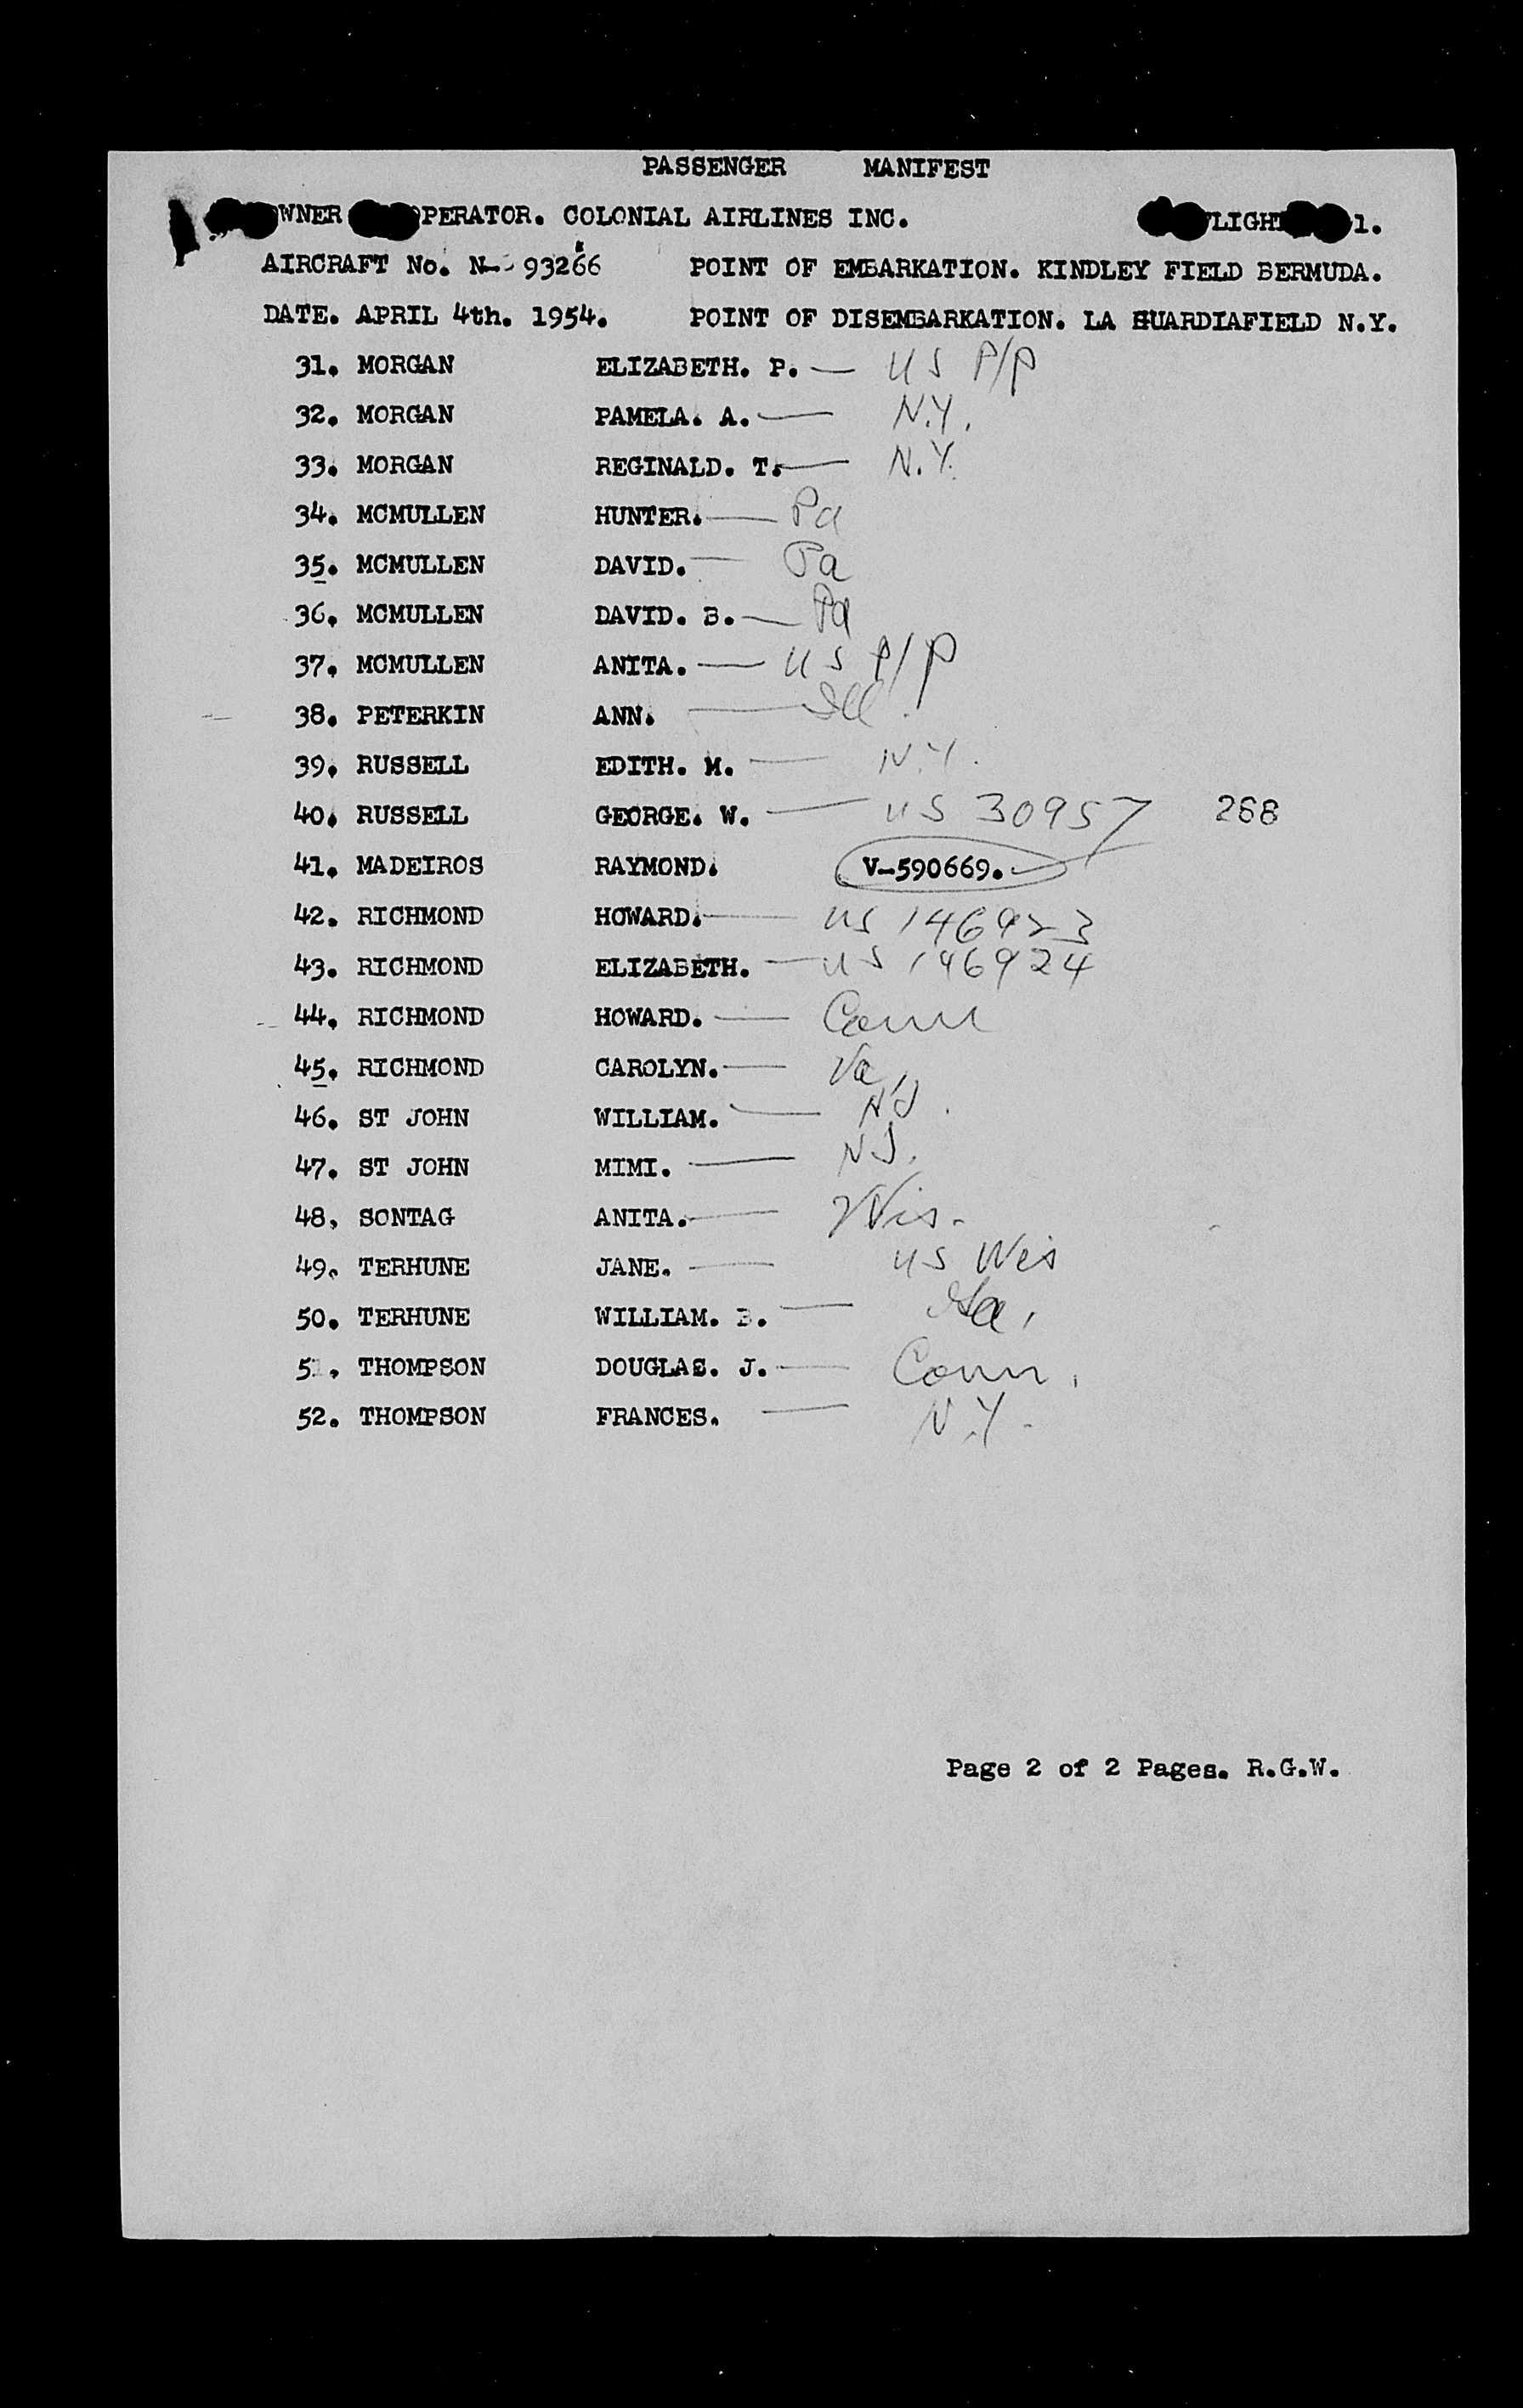 PASSENGER MANIFEST
WNER PERATOR. COLONIAL AIRLINES INC. LIGH 1.
AIRCRAFT No. N- 93266 POINT OF EMBARKATION. KINDLEY FIELD BERMUDA.
DATE. APRIL 4th. 1954. POINT OF DISEMBARKATION. LA GUARDIAFIELD N.Y.
31. MORGAN ELIZABETH. P. — US P/P
32. MORGAN PAMELA. A. — N.Y.
33. MORGAN REGINALD. T. — N.Y.
34. MCMULLEN HUNTER. — Pa
35. MCMULLEN DAVID. — Pa
36. MCMULLEN DAVID. B. — Pa
37. MCMULLEN ANITA. — US P/P
38. PETERKIN ANN. — Ill.
39. RUSSELL EDITH. M. — N.Y.
40. RUSSELL GEORGE. W. — US 30957 268
41. MADEIROS RAYMOND. V-590669.
42. RICHMOND HOWARD. — US 146923
43. RICHMOND ELIZABETH. — US 146924
44. RICHMOND HOWARD. — Conn
45. RICHMOND CAROLYN. — Va
46. ST JOHN WILLIAM. — NJ.
47. ST JOHN MIMI. — NJ.
48. SONTAG ANITA. — Wis.
49. TERHUNE JANE. — US Wis
50. TERHUNE WILLIAM. B. —
51. THOMPSON DOUGLAS. J. — Conn.
52. THOMPSON FRANCES. — N.Y.
Page 2 of 2 Pages. R.G.W.